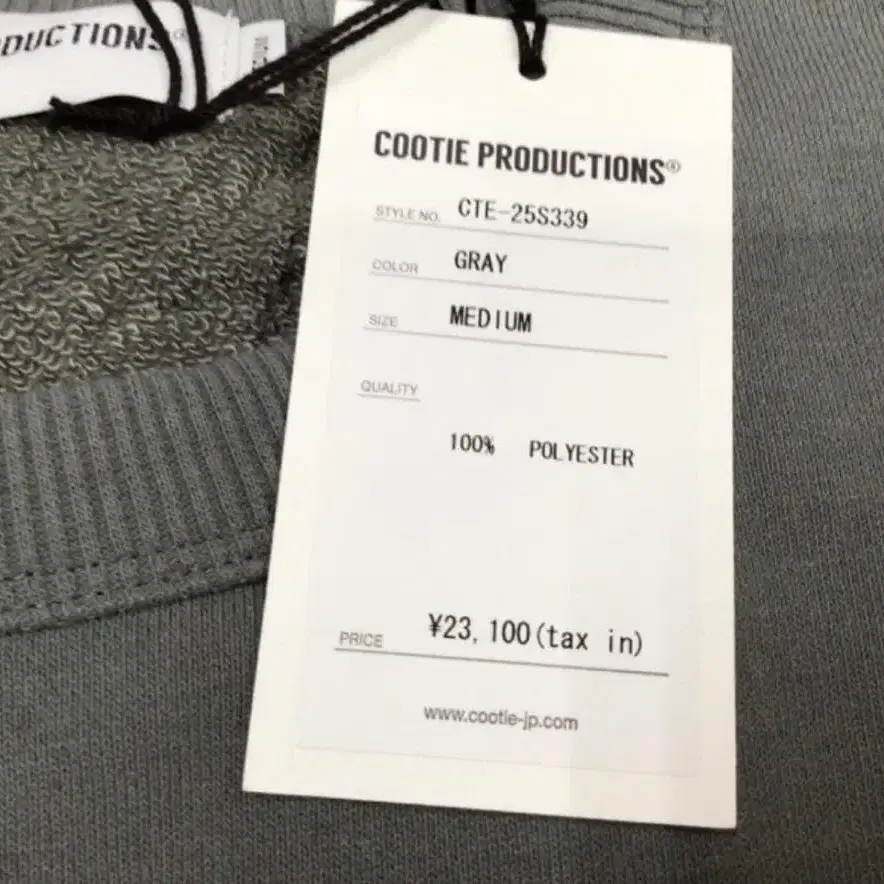 DUCTIONS®
COOTIE PRODUCTIONS®
STYLE NO. CTE-25S339
COLOR GRAY
SIZE MEDIUM
QUALITY
100% POLYESTER
PRICE ¥23,100(tax in)
www.cootie-jp.com